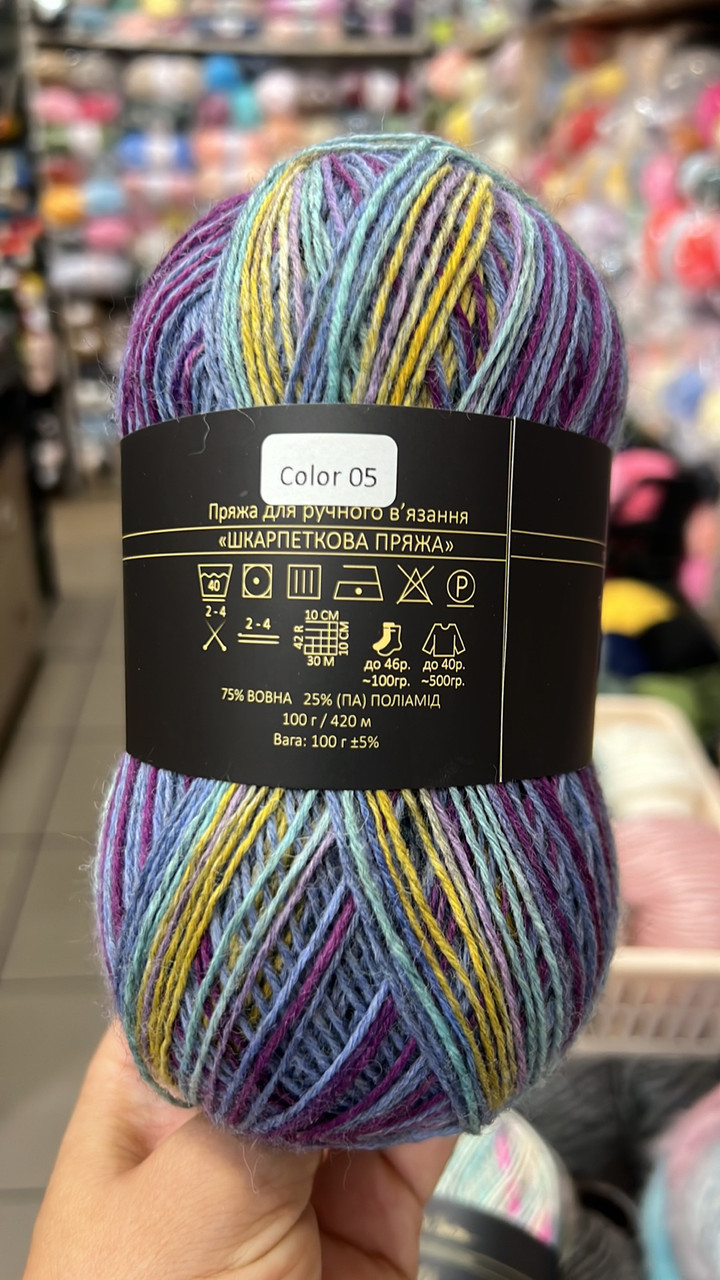 Color 05
Пряжа для ручного в'язання
«ШКАРПЕТКОВА ПРЯЖА»
40
P
2-4
2-4
10 СМ
42 R
10 СМ
30 M
до 46р.
~100гр.
до 40р.
~500гр.
75% ВОВНА 25% (ПА) ПОЛІАМІД
100 г / 420 м
Вага: 100 г ±5%